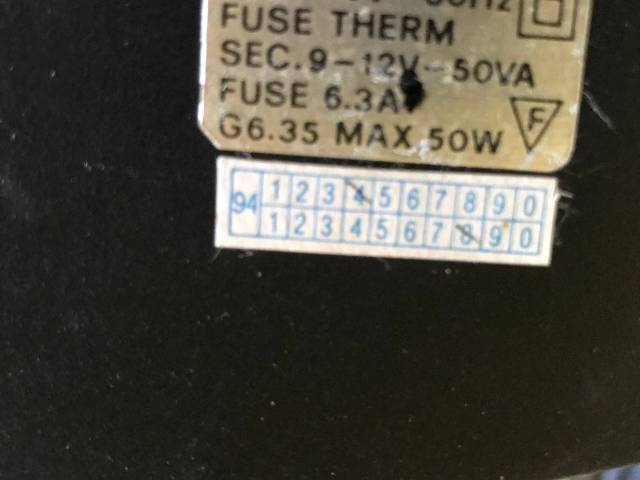 FUSE THERM
SEC.9-12V-50VA
FUSE 6.3A
G6.35 MAX 50W
F
94
1 2 3 4 5 6 7 8 9 0
1 2 3 4 5 6 7 8 9 0